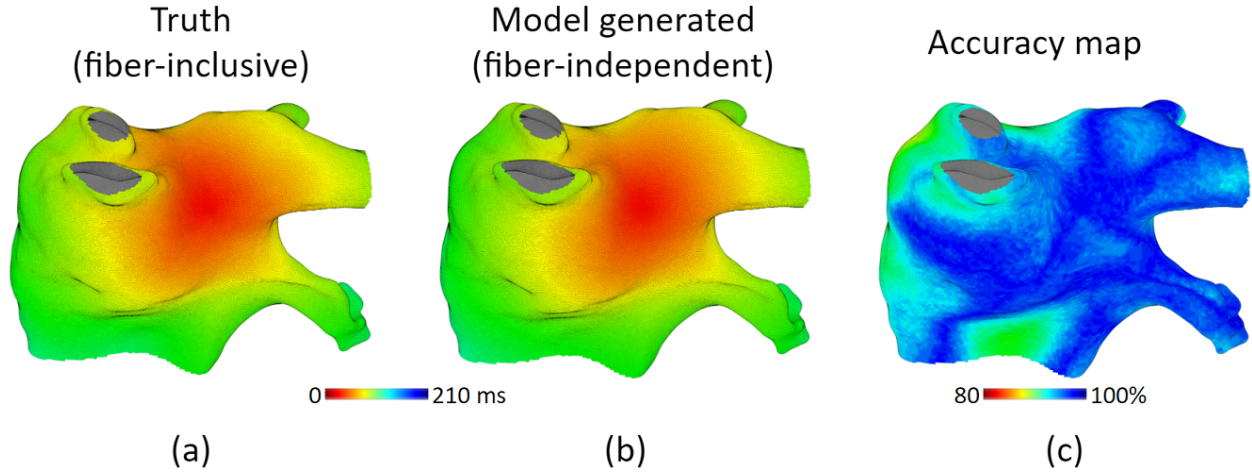 Truth
(fiber-inclusive)
Model generated
(fiber-independent)
Accuracy map
0 210 ms
80 100%
(a)
(b)
(c)